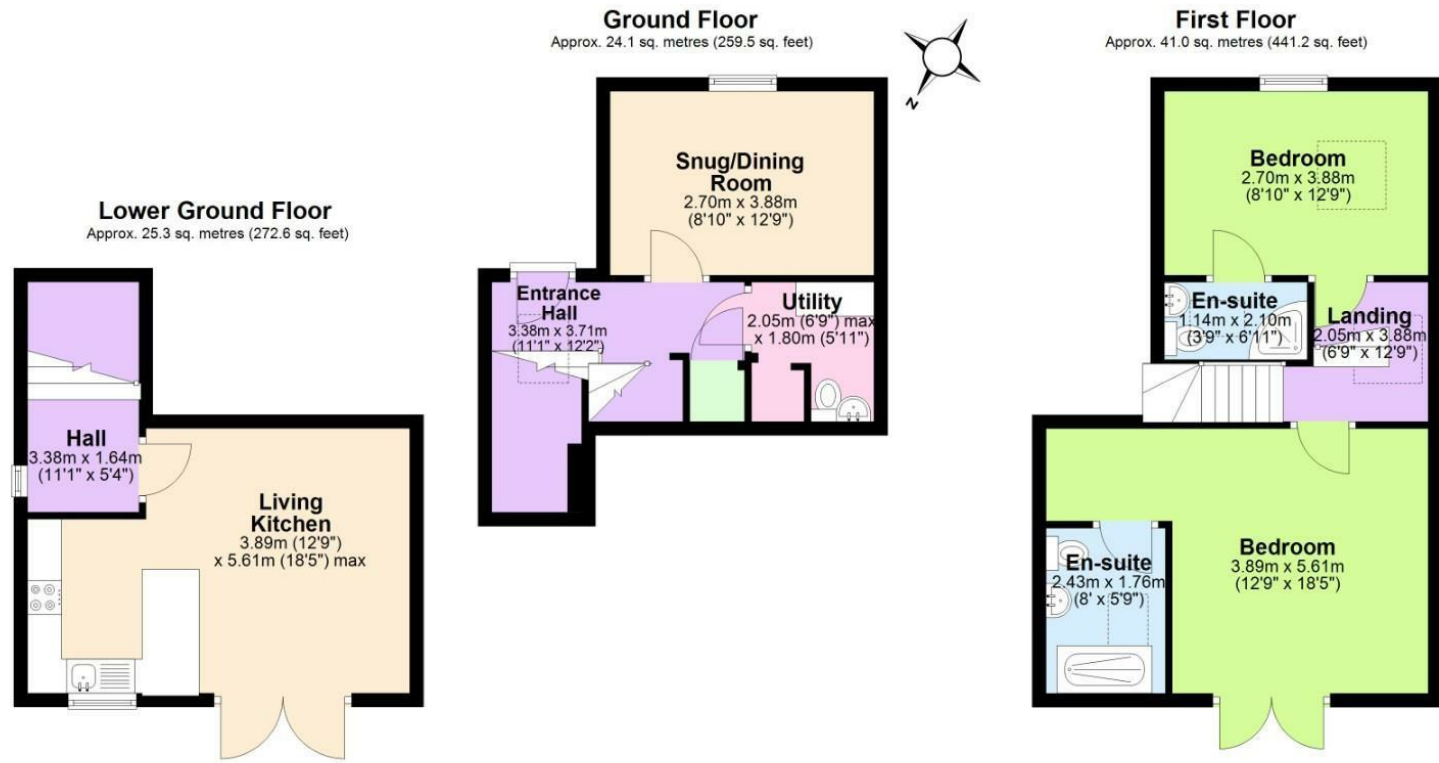 Lower Ground Floor
Approx. 25.3 sq. metres (272.6 sq. feet)
Hall
3.38m x 1.64m
(11'1" x 5'4")
Living
Kitchen
3.89m (12'9")
x 5.61m (18'5") max
Ground Floor
Approx. 24.1 sq. metres (259.5 sq. feet)
N
Snug/Dining
Room
2.70m x 3.88m
(8'10" x 12'9")
Entrance
Hall
3.38m x 3.71m
(11'1" x 12'2")
Utility
2.05m (6'9") max
x 1.80m (5'11")
First Floor
Approx. 41.0 sq. metres (441.2 sq. feet)
Bedroom
2.70m x 3.88m
(8'10" x 12'9")
En-suite
1.14m x 2.10m
(3'9" x 6'11")
Landing
2.05m x 3.88m
(6'9" x 12'9")
En-suite
2.43m x 1.76m
(8' x 5'9")
Bedroom
3.89m x 5.61m
(12'9" x 18'5")